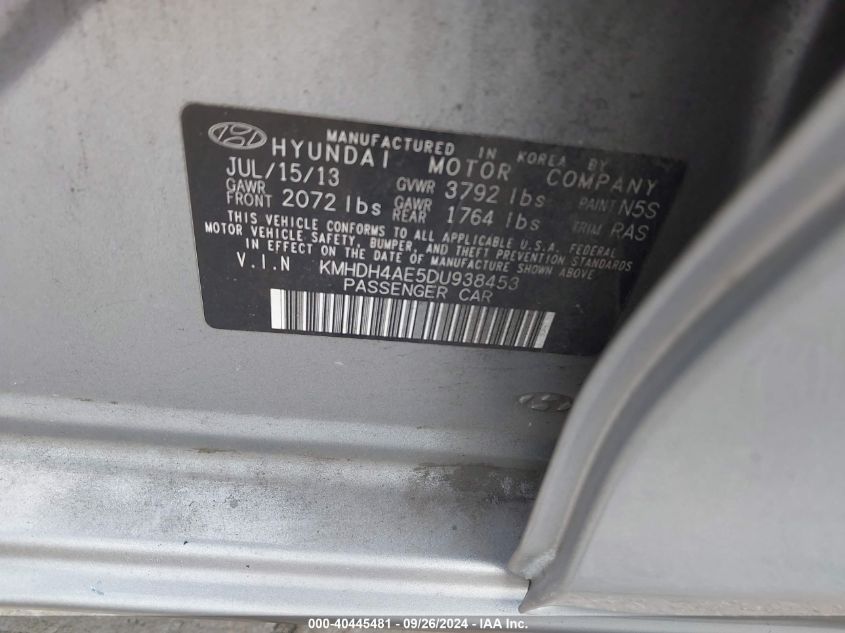 MANUFACTURED IN KOREA BY
HYUNDAI MOTOR COMPANY
JUL/15/13 GVWR 3792 lbs PAINT N5S
GAWR FRONT 2072 lbs GAWR REAR 1764 lbs TRIM RAS
THIS VEHICLE CONFORMS TO ALL APPLICABLE U.S.A. FEDERAL
MOTOR VEHICLE SAFETY, BUMPER, AND THEFT PREVENTION STANDARDS
IN EFFECT ON THE DATE OF MANUFACTURE SHOWN ABOVE
V.I.N KMHDH4AE5DU938453
PASSENGER CAR
000-40445481 - 09/26/2024 - IAA Inc.